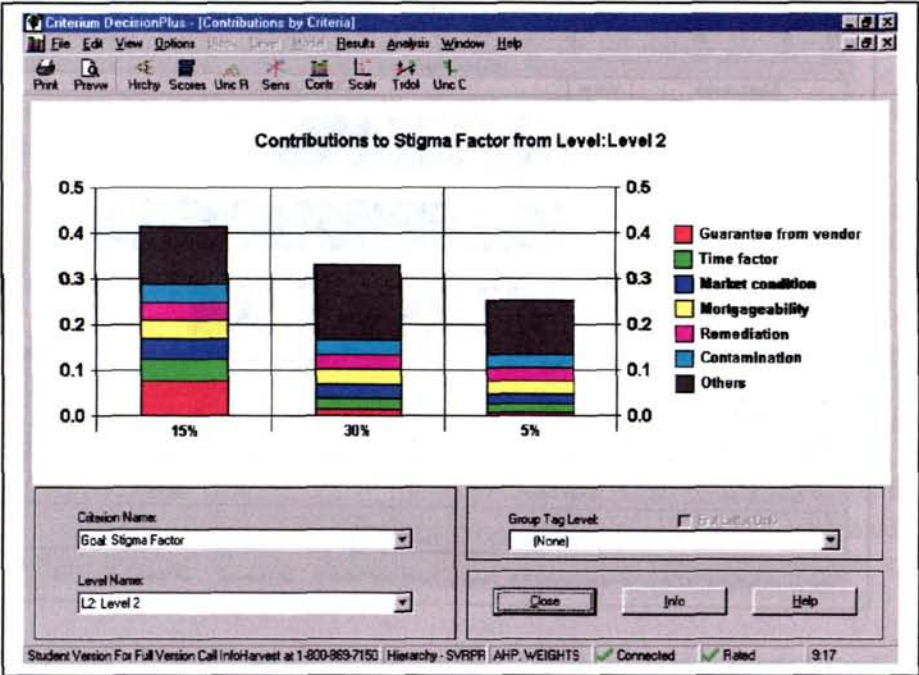 Criterium DecisionPlus - [Contributions by Criteria]
File Edit View Options Model Results Analysis Window Help
Print Prevw Hrchy Scores Unc R Sens Contr Scatr Trdof Unc C
Contributions to Stigma Factor from Level:Level 2
0.5 0.5
0.4 0.4
0.3 0.3
0.2 0.2
0.1 0.1
0.0 0.0
15% 30% 5%
Guarantee from vendor
Time factor
Market condition
Mortgageability
Remediation
Contamination
Others
Criterion Name:
Goal: Stigma Factor
Level Name:
L2: Level 2
Group Tag Level:
(None)
Close Info Help
Student Version For Full Version Call InfoHarvest at 1-800-869-7150 Hierarchy - SVRPR AHP, WEIGHTS Connected Rated 9:17